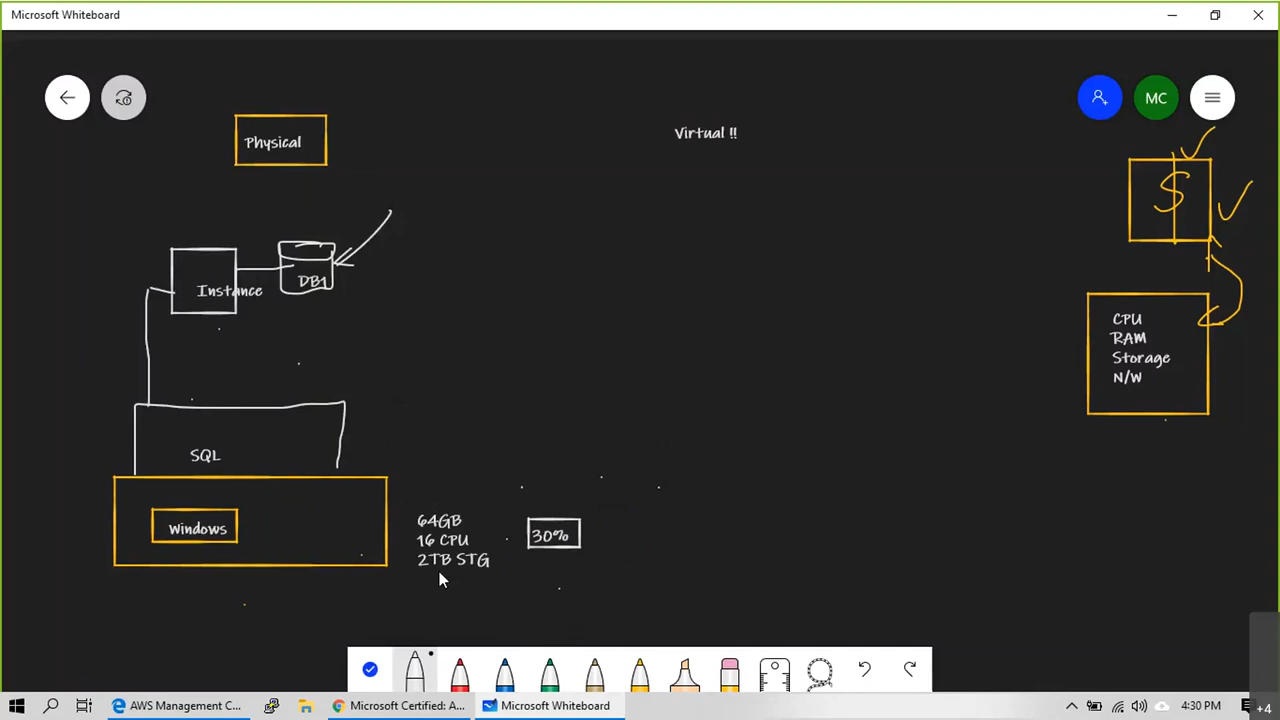 Microsoft Whiteboard
MC
Physical
Virtual !!
$
Instance
DB1
CPU
RAM
Storage
N/W
SQL
Windows
64GB
16 CPU
2TB STG
30%
AWS Management C...
Microsoft Certified: A...
Microsoft Whiteboard
4:30 PM
+4